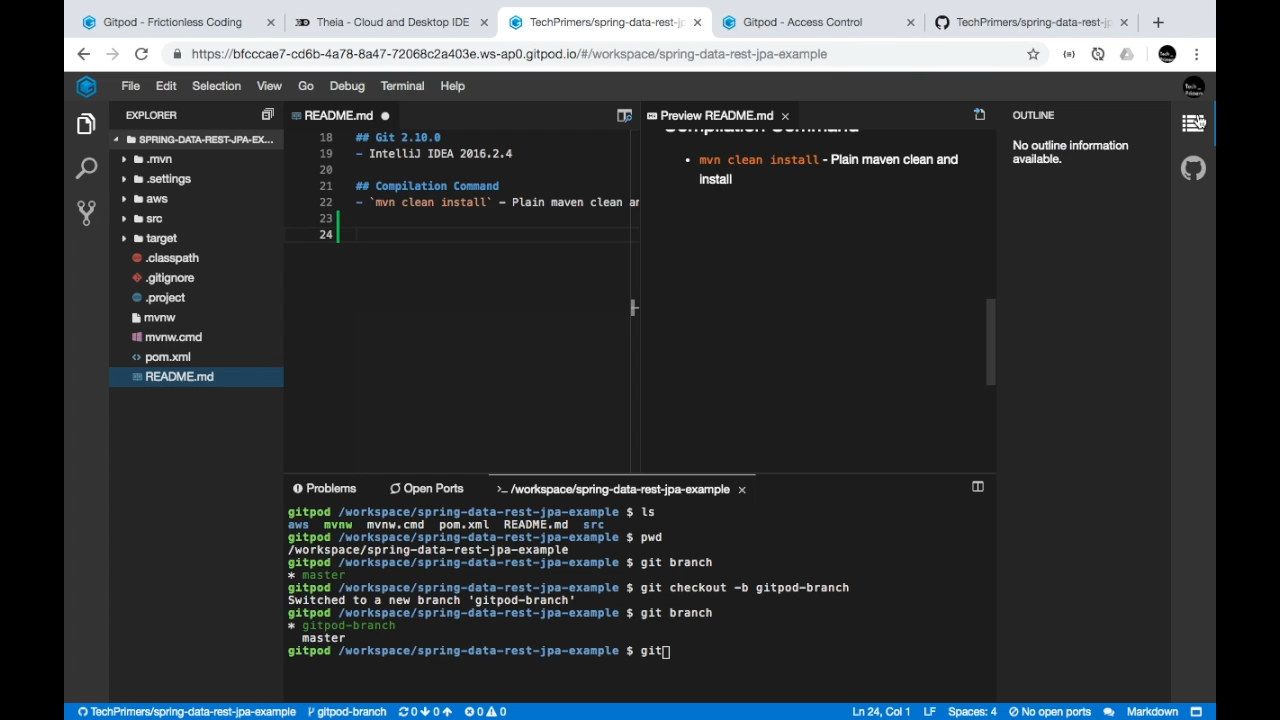 Gitpod - Frictionless Coding
Theia - Cloud and Desktop IDE
TechPrimers/spring-data-rest-jp
Gitpod - Access Control
TechPrimers/spring-data-rest-jp
https://bfcccae7-cd6b-4a78-8a47-72068c2a403e.ws-ap0.gitpod.io/#/workspace/spring-data-rest-jpa-example
File Edit Selection View Go Debug Terminal Help
EXPLORER
SPRING-DATA-REST-JPA-EX...
.mvn
.settings
aws
src
target
.classpath
.gitignore
.project
mvnw
mvnw.cmd
pom.xml
README.md
README.md
18 ## Git 2.10.0
19 - IntelliJ IDEA 2016.2.4
20
21 ## Compilation Command
22 - `mvn clean install` - Plain maven clean an
23
24
Preview README.md
Compilation Command
• mvn clean install - Plain maven clean and
install
OUTLINE
No outline information
available.
Problems
Open Ports
>_ /workspace/spring-data-rest-jpa-example
gitpod /workspace/spring-data-rest-jpa-example $ ls
aws mvnw mvnw.cmd pom.xml README.md src
gitpod /workspace/spring-data-rest-jpa-example $ pwd
/workspace/spring-data-rest-jpa-example
gitpod /workspace/spring-data-rest-jpa-example $ git branch
* master
gitpod /workspace/spring-data-rest-jpa-example $ git checkout -b gitpod-branch
Switched to a new branch 'gitpod-branch'
gitpod /workspace/spring-data-rest-jpa-example $ git branch
* gitpod-branch
master
gitpod /workspace/spring-data-rest-jpa-example $ git
TechPrimers/spring-data-rest-jpa-example gitpod-branch 0 0 0 0 Ln 24, Col 1 LF Spaces: 4 No open ports Markdown